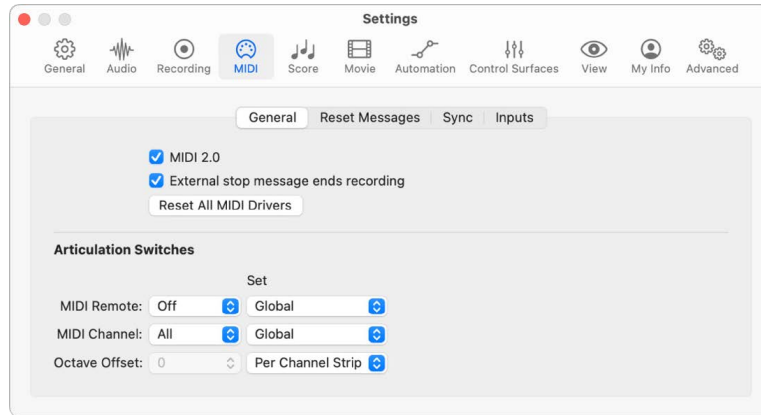 Settings
General Audio Recording MIDI Score Movie Automation Control Surfaces View My Info Advanced
General Reset Messages Sync Inputs
MIDI 2.0
External stop message ends recording
Reset All MIDI Drivers
Articulation Switches
Set
MIDI Remote: Off Global
MIDI Channel: All Global
Octave Offset: 0 Per Channel Strip